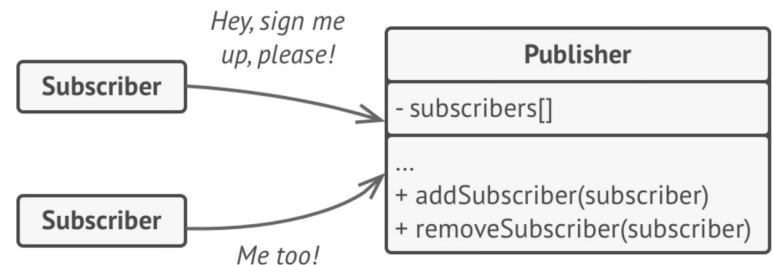 Hey, sign me
up, please!
Subscriber
Subscriber
Me too!
Publisher
- subscribers[]
...
+ addSubscriber(subscriber)
+ removeSubscriber(subscriber)